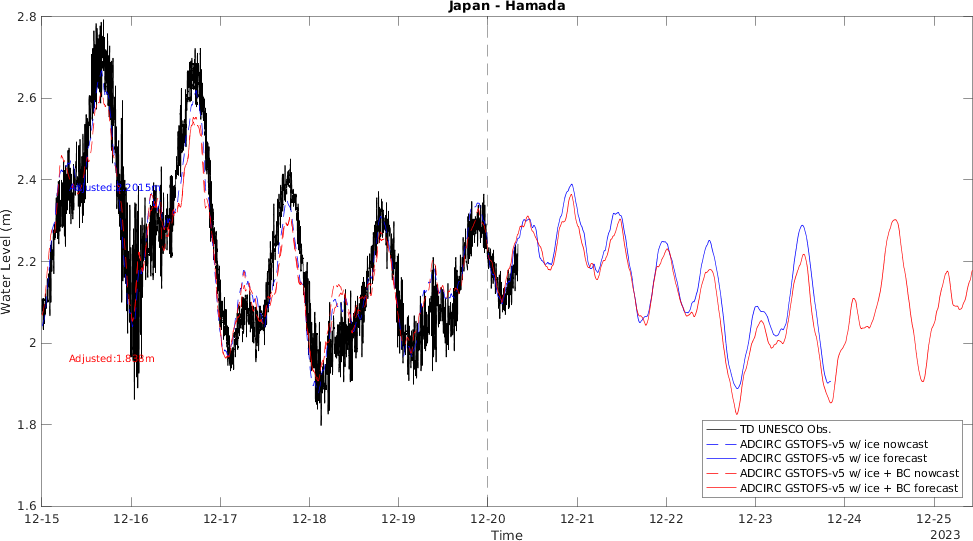 Japan - Hamada
2.8
2.6
2.4
2.2
2
1.8
1.6
Water Level (m)
Adjusted:
2015m
Adjusted:1.8
12-15
12-16
12-17
12-18
12-19
12-20
12-21
12-22
12-23
12-24
12-25
2023
Time
TD UNESCO Obs.
ADCIRC GSTOFS-v5 w/ ice nowcast
ADCIRC GSTOFS-v5 w/ ice forecast
ADCIRC GSTOFS-v5 w/ ice + BC nowcast
ADCIRC GSTOFS-v5 w/ ice + BC forecast